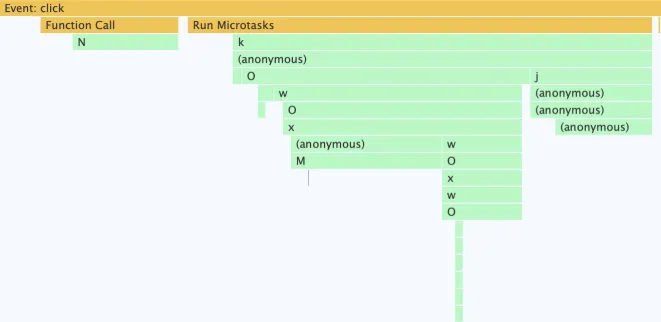 Event: click
Function Call Run Microtasks
N k
(anonymous)
O j
w (anonymous)
O (anonymous)
x (anonymous)
(anonymous) w
M O
x
w
O